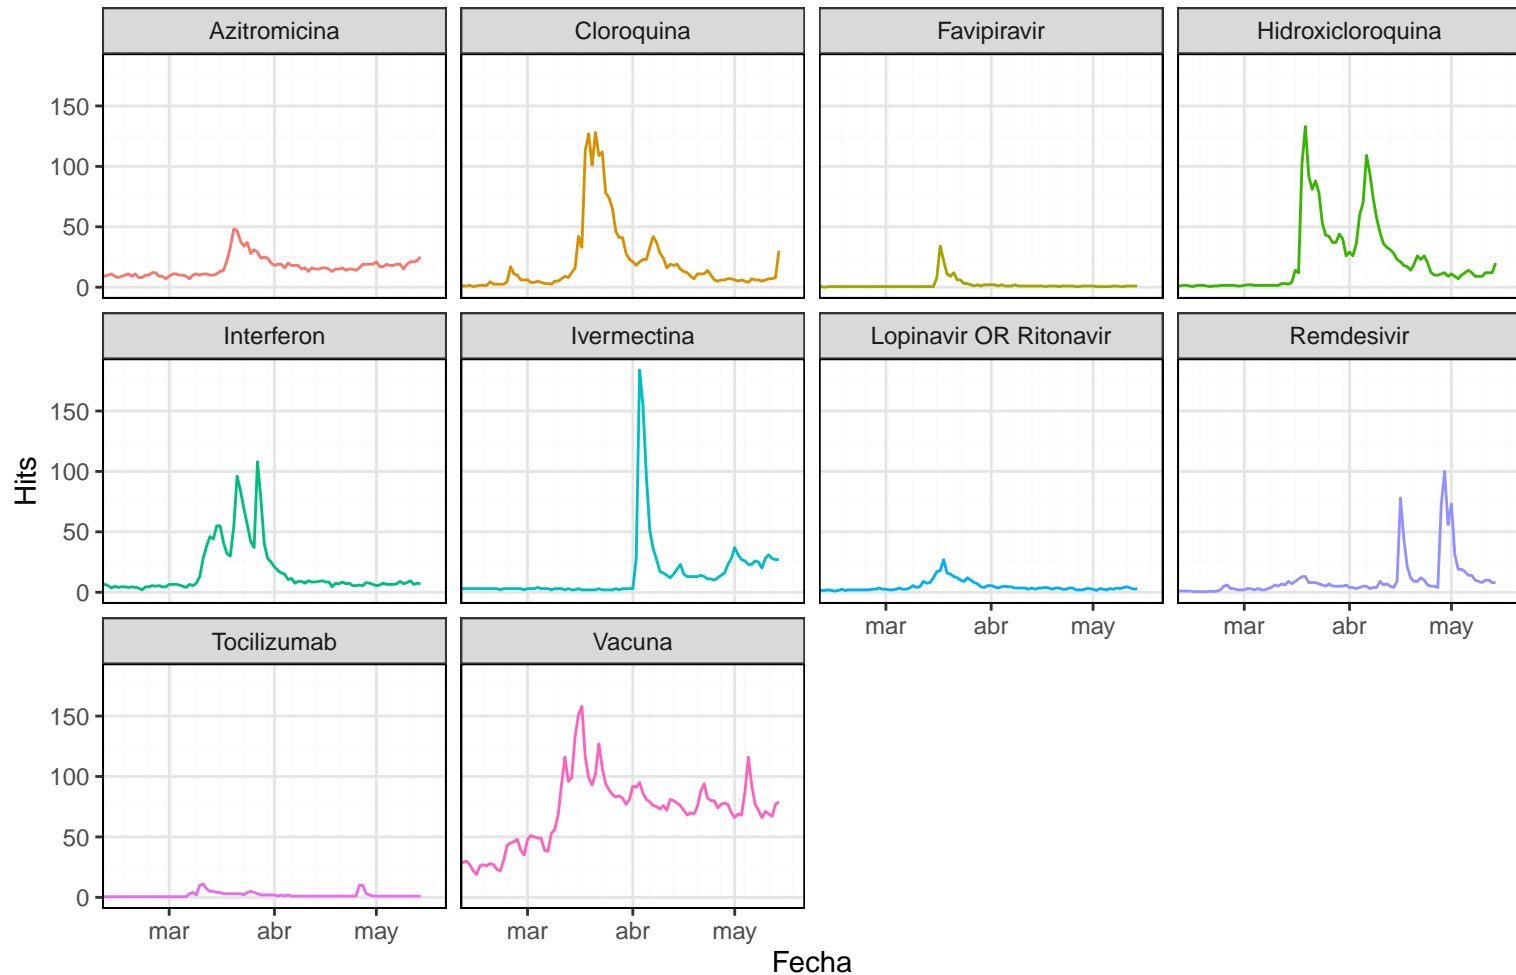 Azitromicina
Cloroquina
Favipiravir
Hidroxicloroquina
150
100
50
0
Interferon
Ivermectina
Lopinavir OR Ritonavir
Remdesivir
150
100
50
0
mar abr may
mar abr may
Tocilizumab
Vacuna
150
100
50
0
mar abr may
mar abr may
Hits
Fecha